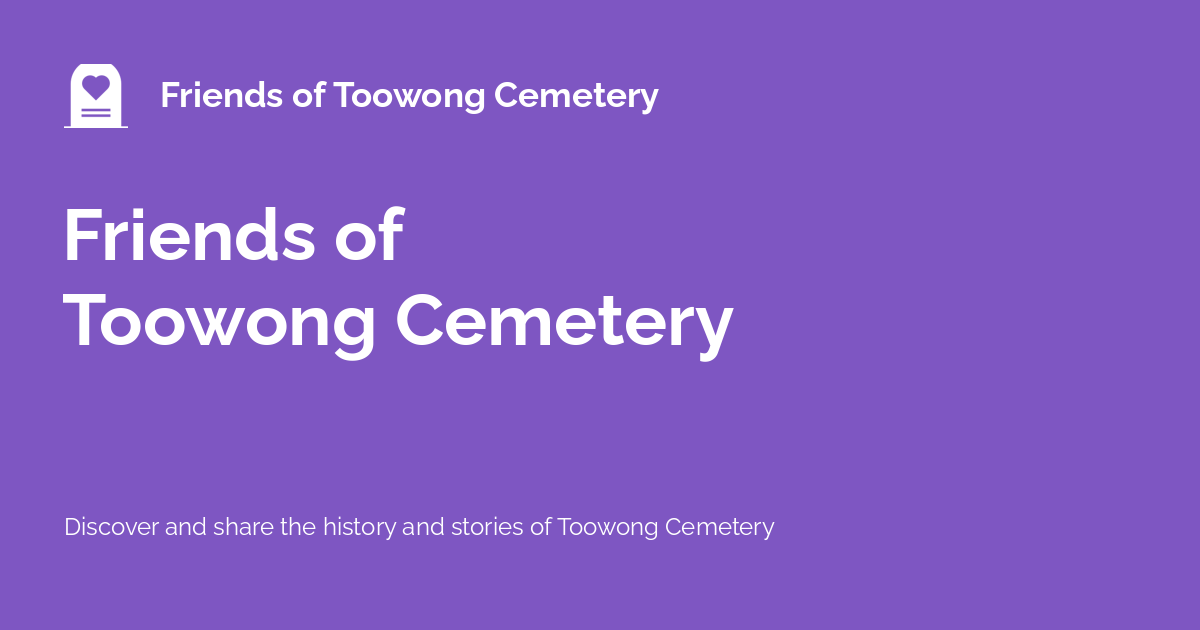 Friends of Toowong Cemetery
Friends of
Toowong Cemetery
Discover and share the history and stories of Toowong Cemetery